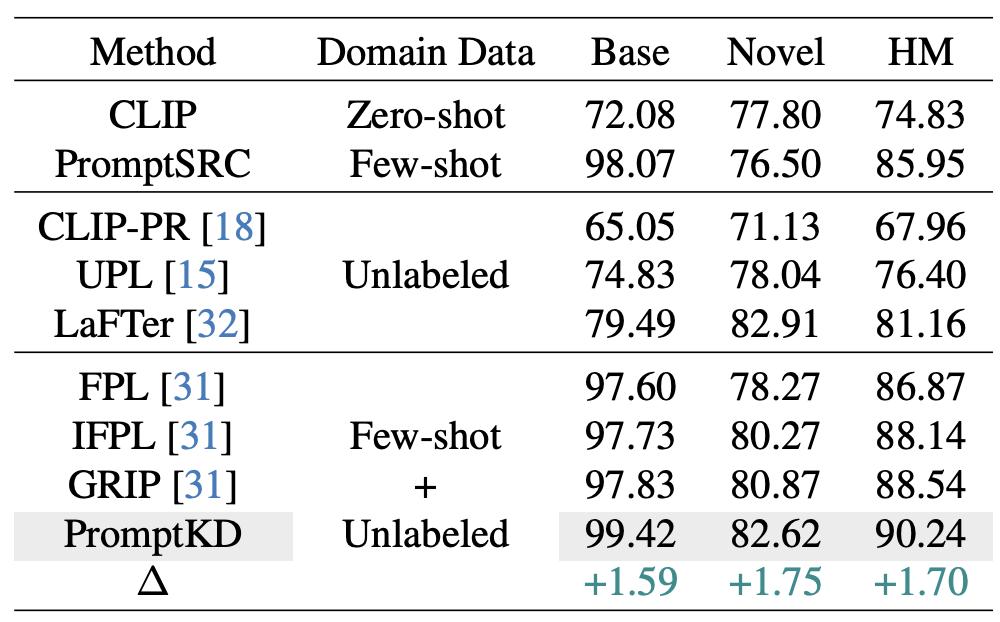 Method Domain Data Base Novel HM
CLIP Zero-shot 72.08 77.80 74.83
PromptSRC Few-shot 98.07 76.50 85.95
CLIP-PR [18] 65.05 71.13 67.96
UPL [15] Unlabeled 74.83 78.04 76.40
LaFTer [32] 79.49 82.91 81.16
FPL [31] 97.60 78.27 86.87
IFPL [31] Few-shot 97.73 80.27 88.14
GRIP [31] + 97.83 80.87 88.54
PromptKD Unlabeled 99.42 82.62 90.24
Δ +1.59 +1.75 +1.70